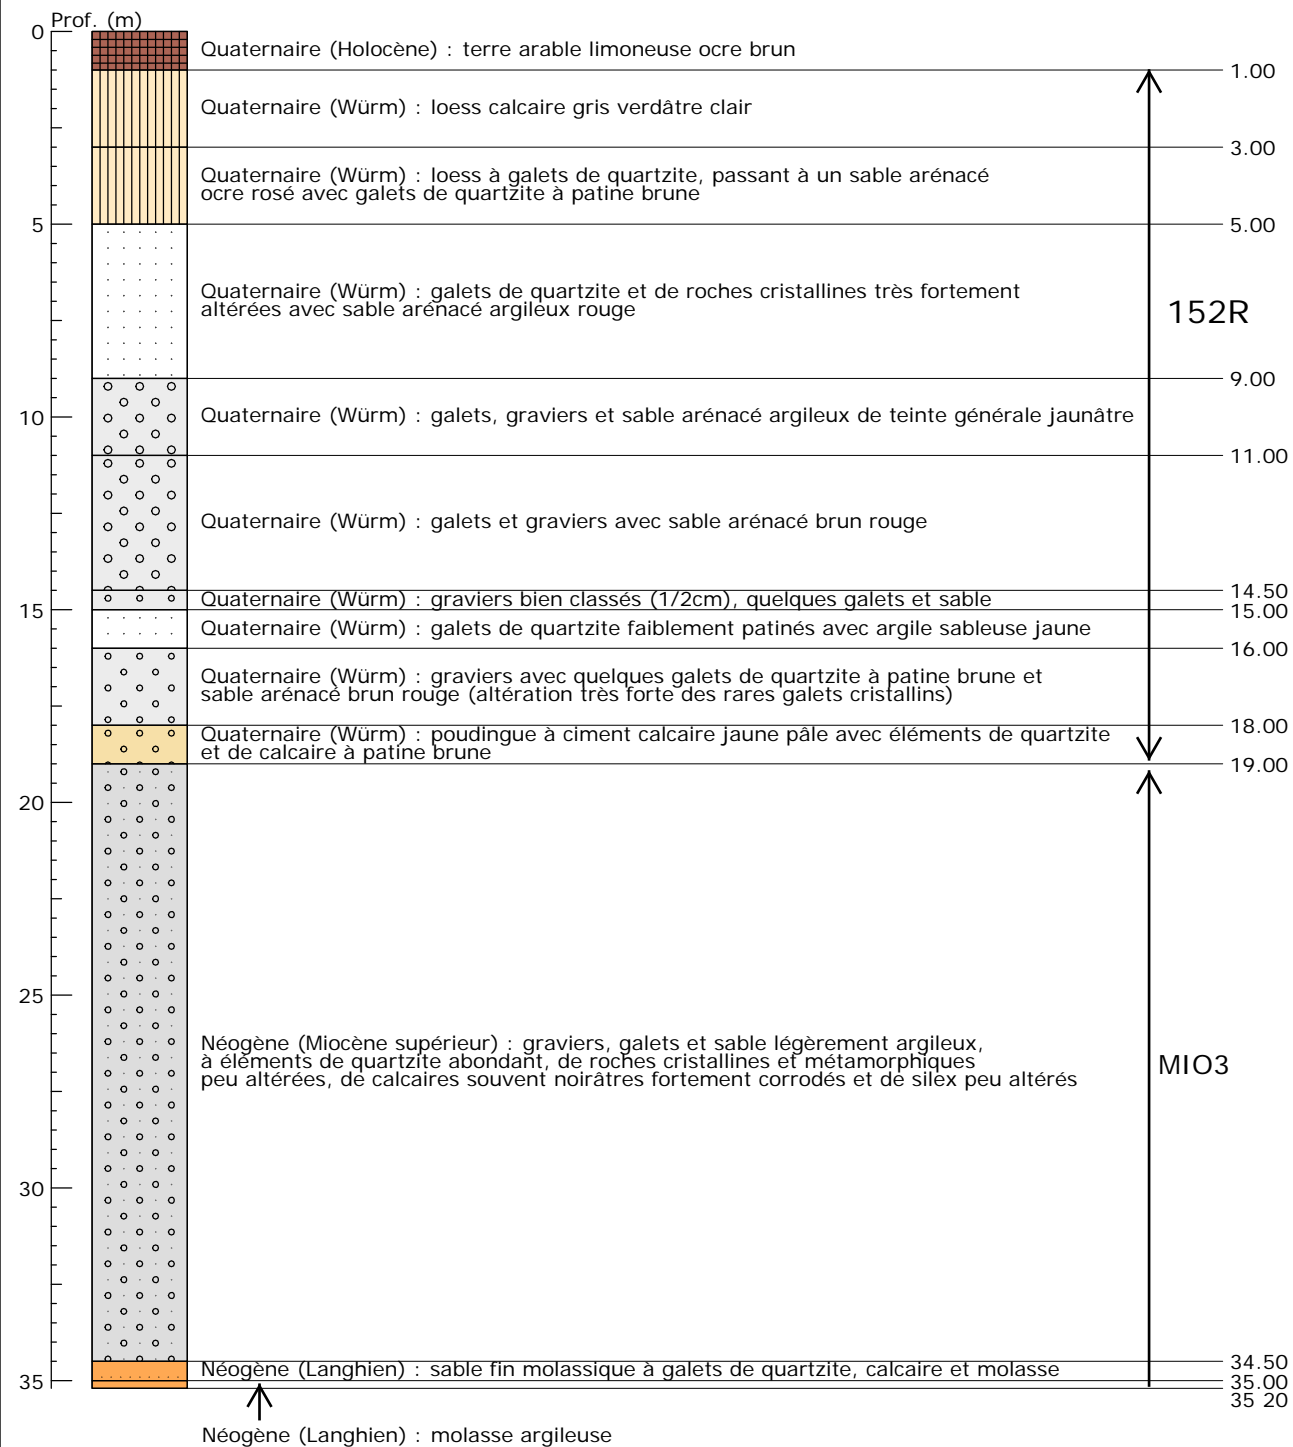 Prof. (m)
0
Quaternaire (Holocène) : terre arable limoneuse ocre brun
1.00
Quaternaire (Würm) : loess calcaire gris verdâtre clair
3.00
Quaternaire (Würm) : loess à galets de quartzite, passant à un sable arénacé
ocre rosé avec galets de quartzite à patine brune
5
5.00
Quaternaire (Würm) : galets de quartzite et de roches cristallines très fortement
altérées avec sable arénacé argileux rouge
152R
9.00
10
Quaternaire (Würm) : galets, graviers et sable arénacé argileux de teinte générale jaunâtre
11.00
Quaternaire (Würm) : galets et graviers avec sable arénacé brun rouge
14.50
Quaternaire (Würm) : graviers bien classés (1/2cm), quelques galets et sable
15
15.00
Quaternaire (Würm) : galets de quartzite faiblement patinés avec argile sableuse jaune
16.00
Quaternaire (Würm) : graviers avec quelques galets de quartzite à patine brune et
sable arénacé brun rouge (altération très forte des rares galets cristallins)
18.00
Quaternaire (Würm) : poudingue à ciment calcaire jaune pâle avec éléments de quartzite
et de calcaire à patine brune
19.00
20
25
Néogène (Miocène supérieur) : graviers, galets et sable légèrement argileux,
à éléments de quartzite abondant, de roches cristallines et métamorphiques
peu altérées, de calcaires souvent noirâtres fortement corrodés et de silex peu altérés
MIO3
30
34.50
Néogène (Langhien) : sable fin molassique à galets de quartzite, calcaire et molasse
35
35.00
35 20
Néogène (Langhien) : molasse argileuse